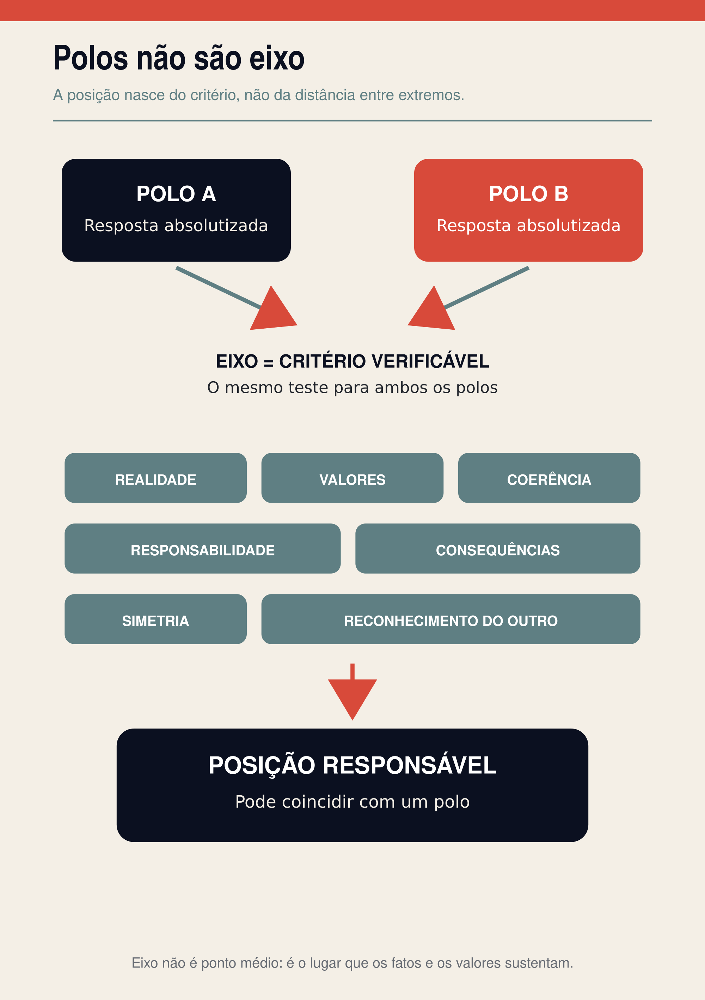 Polos não são eixo
A posição nasce do critério, não da distância entre extremos.
POLO A
Resposta absolutizada
POLO B
Resposta absolutizada
EIXO = CRITÉRIO VERIFICÁVEL
O mesmo teste para ambos os polos
REALIDADE
VALORES
COERÊNCIA
RESPONSABILIDADE
CONSEQUÊNCIAS
SIMETRIA
RECONHECIMENTO DO OUTRO
POSIÇÃO RESPONSÁVEL
Pode coincidir com um polo
Eixo não é ponto médio: é o lugar que os fatos e os valores sustentam.